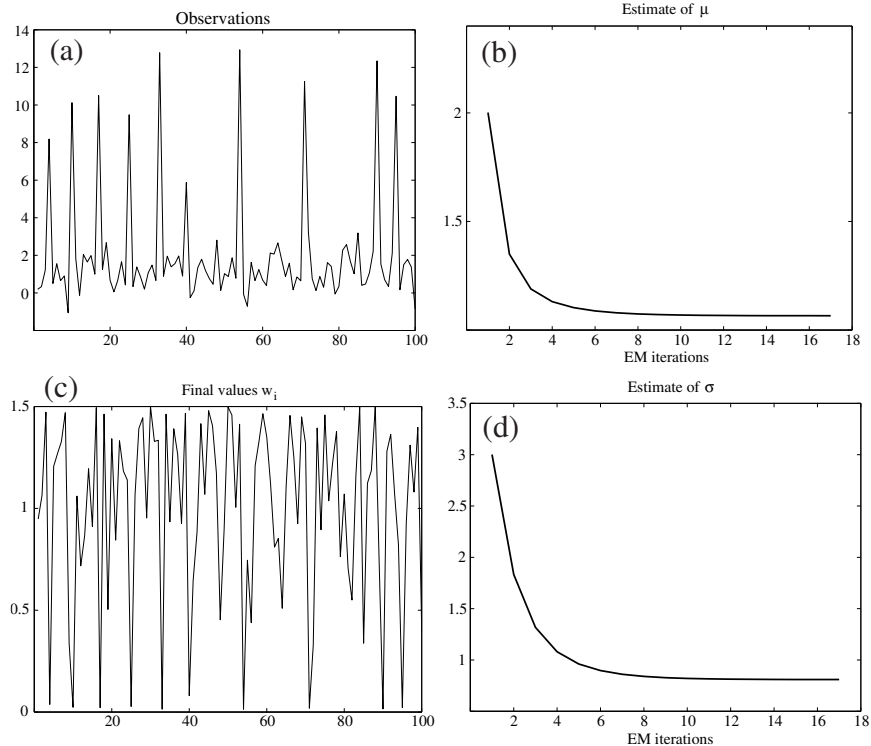 Observations
(a)
14
12
10
8
6
4
2
0
20 40 60 80 100
Estimate of μ
(b)
2
1.5
2 4 6 8 10 12 14 16 18
EM iterations
(c)
Final values w_i
1.5
1
0.5
0
20 40 60 80 100
Estimate of σ
(d)
3.5
3
2.5
2
1.5
1
2 4 6 8 10 12 14 16 18
EM iterations